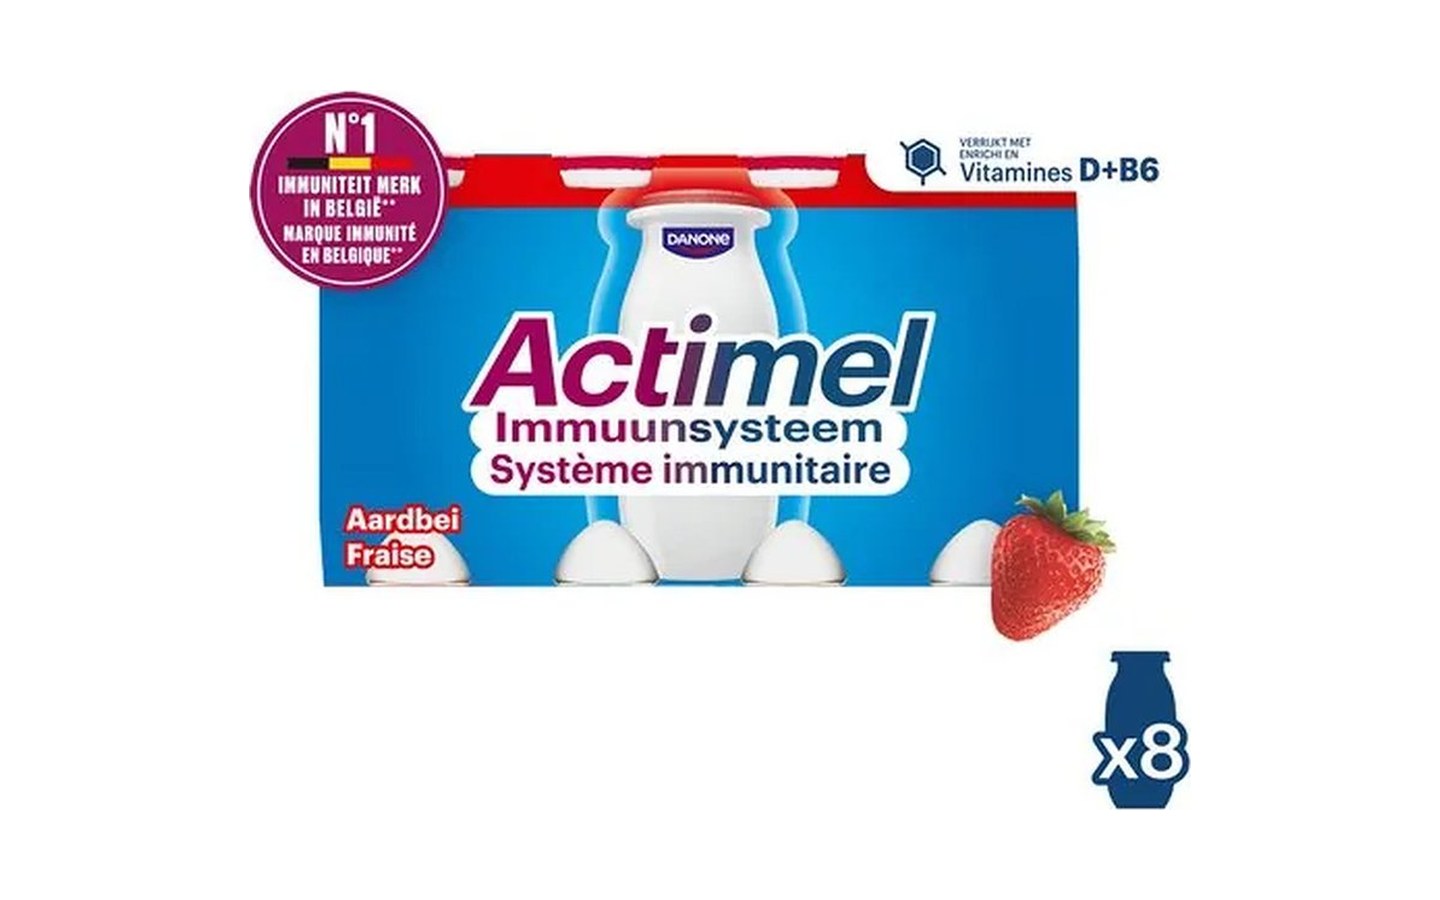 N°1
IMMUNITEIT MERK
IN BELGIË**
MARQUE IMMUNITÉ
EN BELGIQUE**
VERRIJKT MET
ENRICHI EN
Vitamines D+B6
DANONE
Actimel
Immuunsysteem
Système immunitaire
Aardbei
Fraise
x8